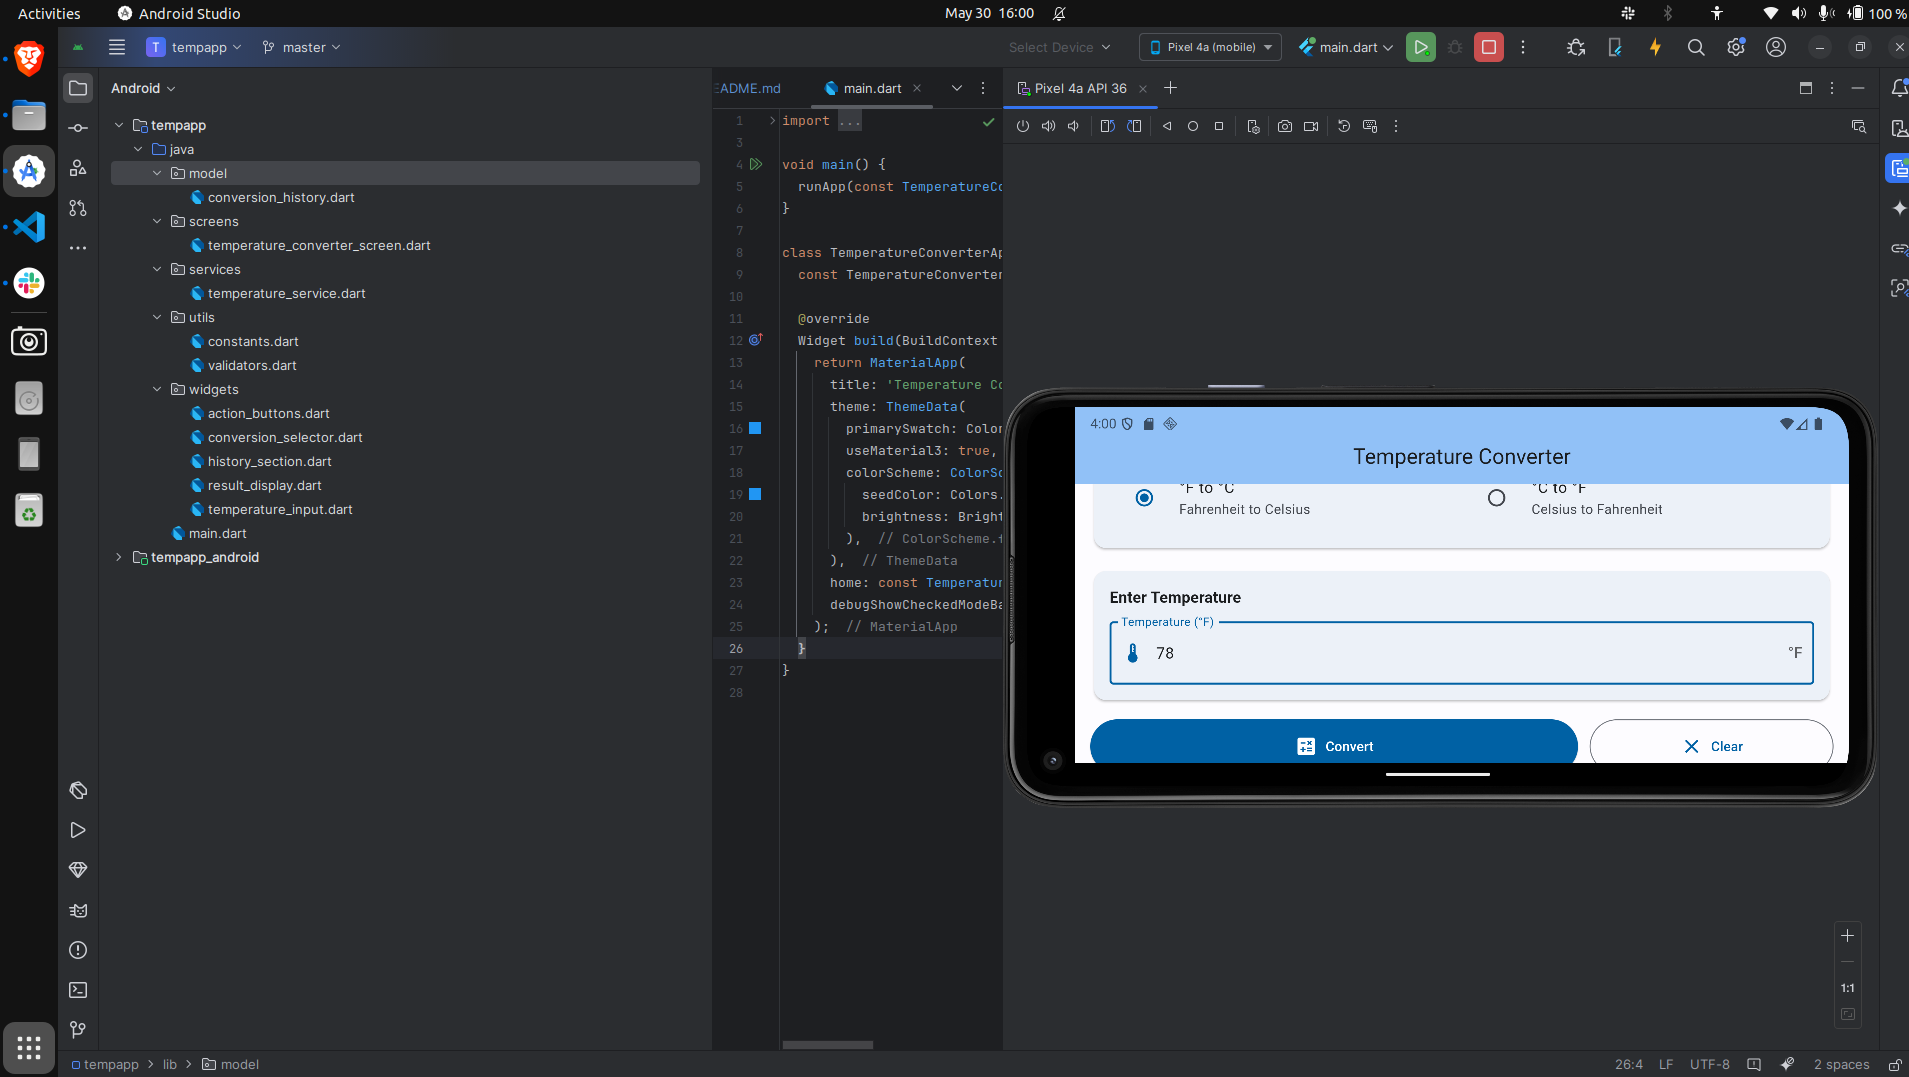 Activities
Android Studio
May 30 16:00
100 %
T tempapp
master
Select Device
Pixel 4a (mobile)
main.dart
Android
tempapp
java
model
conversion_history.dart
screens
temperature_converter_screen.dart
services
temperature_service.dart
utils
constants.dart
validators.dart
widgets
action_buttons.dart
conversion_selector.dart
history_section.dart
result_display.dart
temperature_input.dart
main.dart
tempapp_android
EADME.md
main.dart
1 import ...
3
4 void main() {
5 runApp(const TemperatureCo
6 }
7
8 class TemperatureConverterAp
9 const TemperatureConverter
10
11 @override
12 Widget build(BuildContext
13 return MaterialApp(
14 title: 'Temperature Co
15 theme: ThemeData(
16 primarySwatch: Color
17 useMaterial3: true,
18 colorScheme: ColorSc
19 seedColor: Colors.
20 brightness: Bright
21 ), // ColorScheme.f
22 ), // ThemeData
23 home: const Temperatur
24 debugShowCheckedModeBa
25 ); // MaterialApp
26 }
27 }
28
Pixel 4a API 36
4:00
Temperature Converter
°F to °C
Fahrenheit to Celsius
°C to °F
Celsius to Fahrenheit
Enter Temperature
Temperature (°F)
78
°F
Convert
Clear
1:1
tempapp > lib > model
26:4
LF
UTF-8
2 spaces